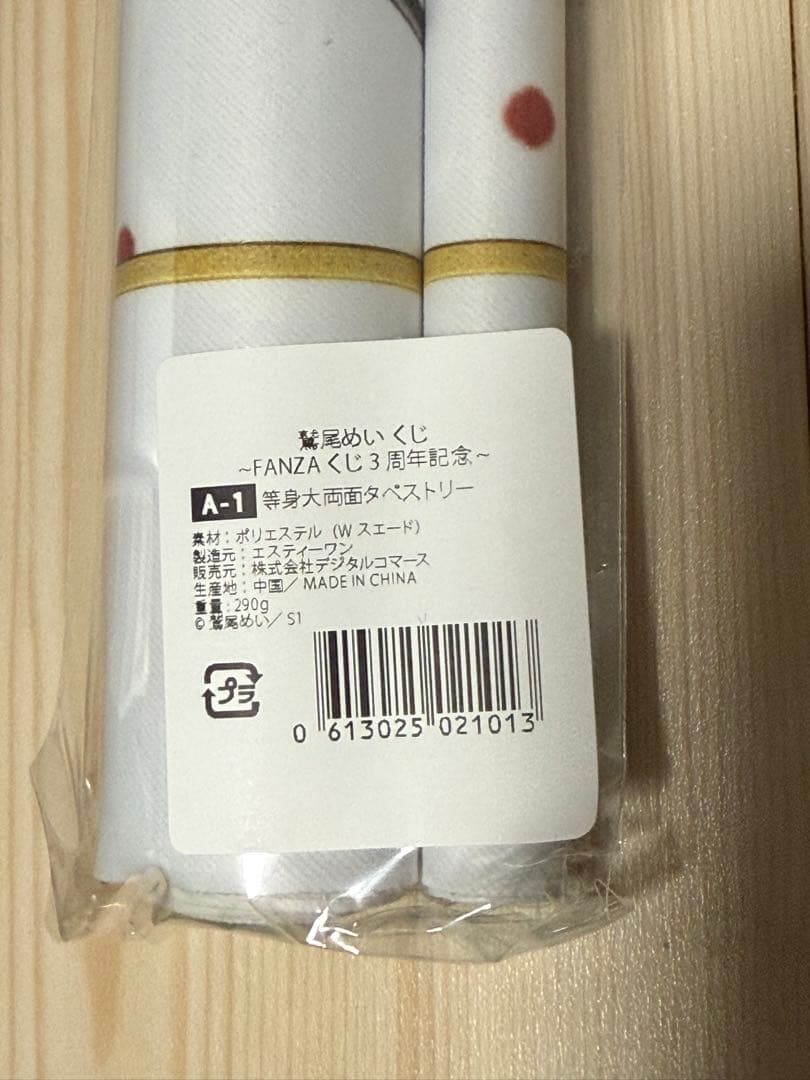 鷲尾めい くじ
~FANZA くじ 3 周年記念~
A-1 等身大両面タペストリー
素材：ポリエステル（W スエード）
製造元：エスティーワン
販売元：株式会社デジタルコマース
生産地：中国／ MADE IN CHINA
重量：290g
© 鷲尾めい／ S1
プラ
0 613025 021013